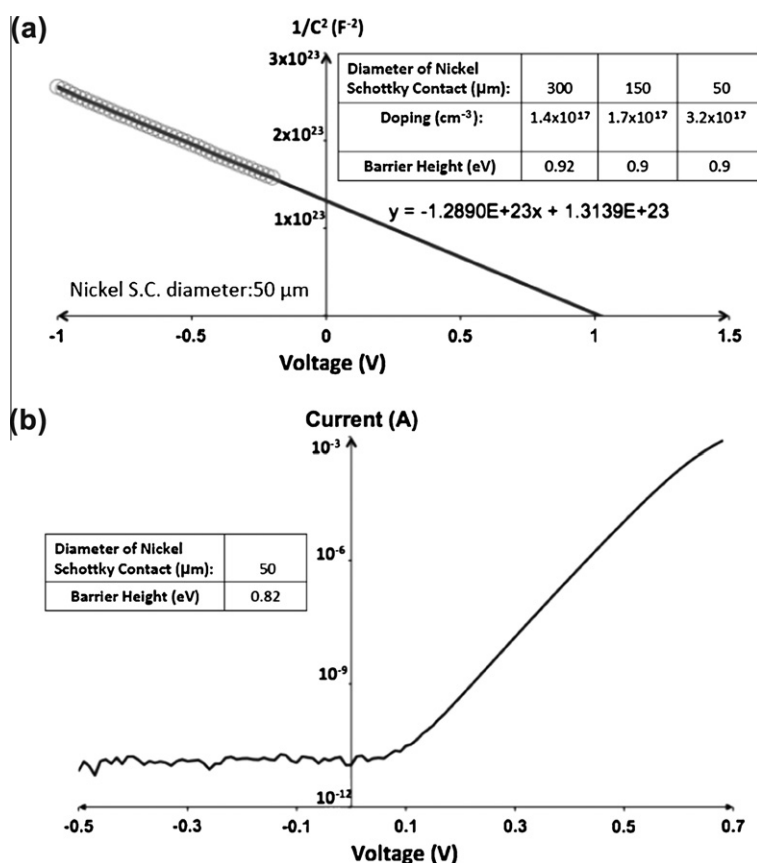 (a)
1/C² (F⁻²)
3x10²³
2x10²³
1x10²³
Diameter of Nickel Schottky Contact (µm): 300 150 50
Doping (cm⁻³): 1.4x10¹⁷ 1.7x10¹⁷ 3.2x10¹⁷
Barrier Height (eV) 0.92 0.9 0.9
y = -1.2890E+23x + 1.3139E+23
Nickel S.C. diameter:50 µm
-1 -0.5 0 0.5 1 1.5
Voltage (V)
(b)
Current (A)
10⁻³
10⁻⁶
10⁻⁹
10⁻¹²
Diameter of Nickel
Schottky Contact (µm): 50
Barrier Height (eV) 0.82
-0.5 -0.3 -0.1 0.1 0.3 0.5 0.7
Voltage (V)